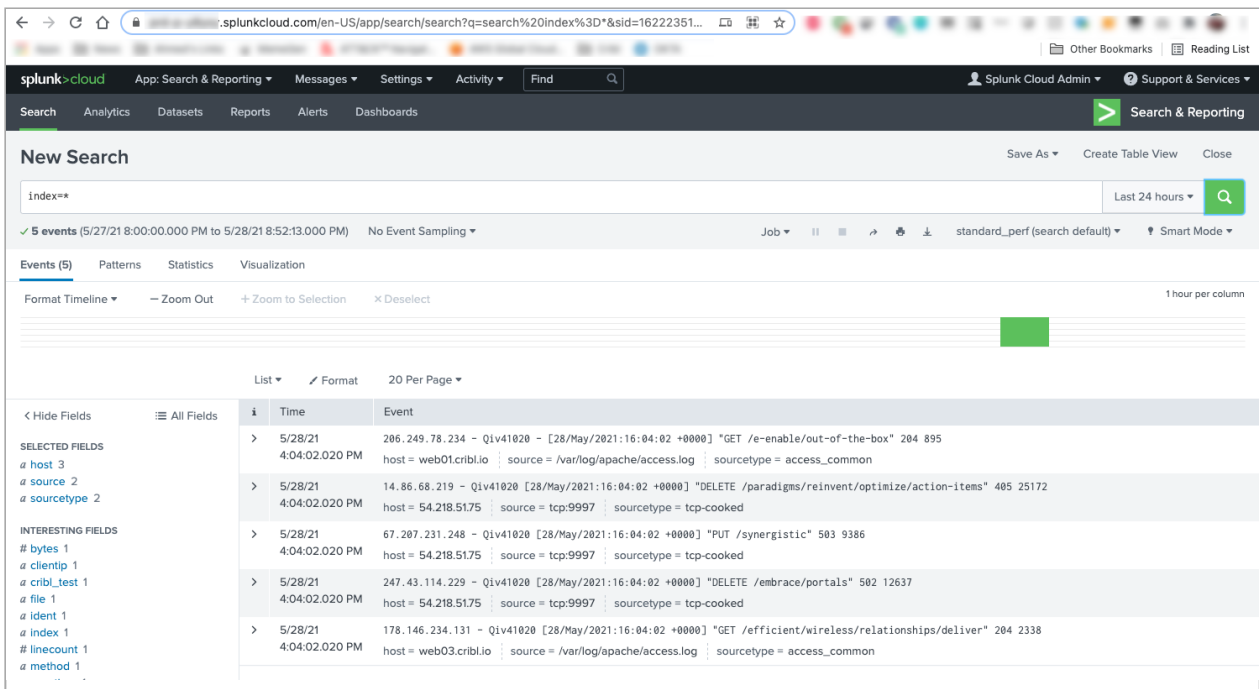 .splunkcloud.com/en-US/app/search/search?q=search%20index%3D*&sid=16222351...
Other Bookmarks Reading List
splunk>cloud App: Search & Reporting Messages Settings Activity Find Splunk Cloud Admin Support & Services
Search Analytics Datasets Reports Alerts Dashboards Search & Reporting
New Search Save As Create Table View Close
index=* Last 24 hours
✓ 5 events (5/27/21 8:00:00.000 PM to 5/28/21 8:52:13.000 PM) No Event Sampling Job standard_perf (search default) Smart Mode
Events (5) Patterns Statistics Visualization
Format Timeline — Zoom Out + Zoom to Selection × Deselect 1 hour per column
List Format 20 Per Page
< Hide Fields All Fields i Time Event
SELECTED FIELDS
a host 3
a source 2
a sourcetype 2
INTERESTING FIELDS
# bytes 1
a clientip 1
a cribl_test 1
a file 1
a ident 1
a index 1
# linecount 1
a method 1
> 5/28/21 206.249.78.234 - Qiv41020 - [28/May/2021:16:04:02 +0000] "GET /e-enable/out-of-the-box" 204 895
4:04:02.020 PM host = web01.cribl.io source = /var/log/apache/access.log sourcetype = access_common
> 5/28/21 14.86.68.219 - Qiv41020 [28/May/2021:16:04:02 +0000] "DELETE /paradigms/reinvent/optimize/action-items" 405 25172
4:04:02.020 PM host = 54.218.51.75 source = tcp:9997 sourcetype = tcp-cooked
> 5/28/21 67.207.231.248 - Qiv41020 [28/May/2021:16:04:02 +0000] "PUT /synergistic" 503 9386
4:04:02.020 PM host = 54.218.51.75 source = tcp:9997 sourcetype = tcp-cooked
> 5/28/21 247.43.114.229 - Qiv41020 [28/May/2021:16:04:02 +0000] "DELETE /embrace/portals" 502 12637
4:04:02.020 PM host = 54.218.51.75 source = tcp:9997 sourcetype = tcp-cooked
> 5/28/21 178.146.234.131 - Qiv41020 [28/May/2021:16:04:02 +0000] "GET /efficient/wireless/relationships/deliver" 204 2338
4:04:02.020 PM host = web03.cribl.io source = /var/log/apache/access.log sourcetype = access_common